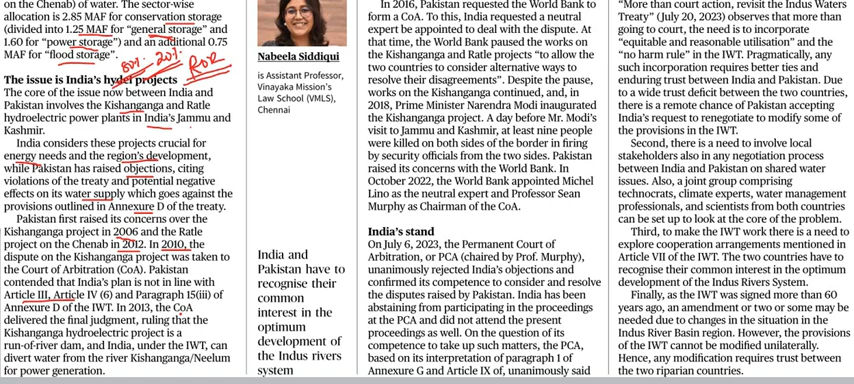 on the Chenab) of water. The sector-wise
allocation is 2.85 MAF for conservation storage
(divided into 1.25 MAF for “general storage” and
1.60 for “power storage”) and an additional 0.75
MAF for “flood storage”.
80% 20% ROR
The issue is India’s hydel projects
The core of the issue now between India and
Pakistan involves the Kishanganga and Ratle
hydroelectric power plants in India’s Jammu and
Kashmir.
India considers these projects crucial for
energy needs and the region’s development,
while Pakistan has raised objections, citing
violations of the treaty and potential negative
effects on its water supply which goes against the
provisions outlined in Annexure D of the treaty.
Pakistan first raised its concerns over the
Kishanganga project in 2006 and the Ratle
project on the Chenab in 2012. In 2010, the
dispute on the Kishanganga project was taken to
the Court of Arbitration (CoA). Pakistan
contended that India’s plan is not in line with
Article III, Article IV (6) and Paragraph 15(iii) of
Annexure D of the IWT. In 2013, the CoA
delivered the final judgment, ruling that the
Kishanganga hydroelectric project is a
run-of-river dam, and India, under the IWT, can
divert water from the river Kishanganga/Neelum
for power generation.
Nabeela Siddiqui
is Assistant Professor,
Vinayaka Mission’s
Law School (VMLS),
Chennai
India and
Pakistan have to
recognise their
common
interest in the
optimum
development of
the Indus rivers
system
In 2016, Pakistan requested the World Bank to
form a CoA. To this, India requested a neutral
expert be appointed to deal with the dispute. At
that time, the World Bank paused the works on
the Kishanganga and Ratle projects “to allow the
two countries to consider alternative ways to
resolve their disagreements”. Despite the pause,
works on the Kishanganga continued, and, in
2018, Prime Minister Narendra Modi inaugurated
the Kishanganga project. A day before Mr. Modi’s
visit to Jammu and Kashmir, at least nine people
were killed on both sides of the border in firing
by security officials from the two sides. Pakistan
raised its concerns with the World Bank. In
October 2022, the World Bank appointed Michel
Lino as the neutral expert and Professor Sean
Murphy as Chairman of the CoA.
India’s stand
On July 6, 2023, the Permanent Court of
Arbitration, or PCA (chaired by Prof. Murphy),
unanimously rejected India’s objections and
confirmed its competence to consider and resolve
the disputes raised by Pakistan. India has been
abstaining from participating in the proceedings
at the PCA and did not attend the present
proceedings as well. On the question of its
competence to take up such matters, the PCA,
based on its interpretation of paragraph 1 of
Annexure G and Article IX of, unanimously said
“More than court action, revisit the Indus Waters
Treaty” (July 20, 2023) observes that more than
going to court, the need is to incorporate
“equitable and reasonable utilisation” and the
“no harm rule” in the IWT. Pragmatically, any
such incorporation requires better ties and
enduring trust between India and Pakistan. Due
to a wide trust deficit between the two countries,
there is a remote chance of Pakistan accepting
India’s request to renegotiate to modify some of
the provisions in the IWT.
Second, there is a need to involve local
stakeholders also in any negotiation process
between India and Pakistan on shared water
issues. Also, a joint group comprising
technocrats, climate experts, water management
professionals, and scientists from both countries
can be set up to look at the core of the problem.
Third, to make the IWT work there is a need to
explore cooperation arrangements mentioned in
Article VII of the IWT. The two countries have to
recognise their common interest in the optimum
development of the Indus Rivers System.
Finally, as the IWT was signed more than 60
years ago, an amendment or two or some may be
needed due to changes in the situation in the
Indus River Basin region. However, the provisions
of the IWT cannot be modified unilaterally.
Hence, any modification requires trust between
the two riparian countries.